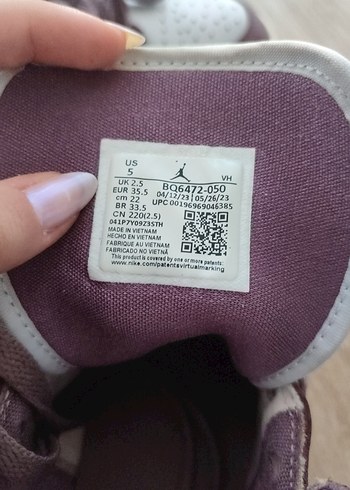 US
5
VH
UK 2.5
BQ6472-050
EUR 35.5
04/12/23 | 05/26/23
cm 22
UPC 00196969046385
BR 33.5
CN 220(2.5)
041P7Y09Z3STH
MADE IN VIETNAM
HECHO EN VIETNAM
FABRIQUÉ AU VIETNAM
FABRICADO NO VIETNÃ
This product is covered by one or more patents:
www.nike.com/patentsvirtualmarking